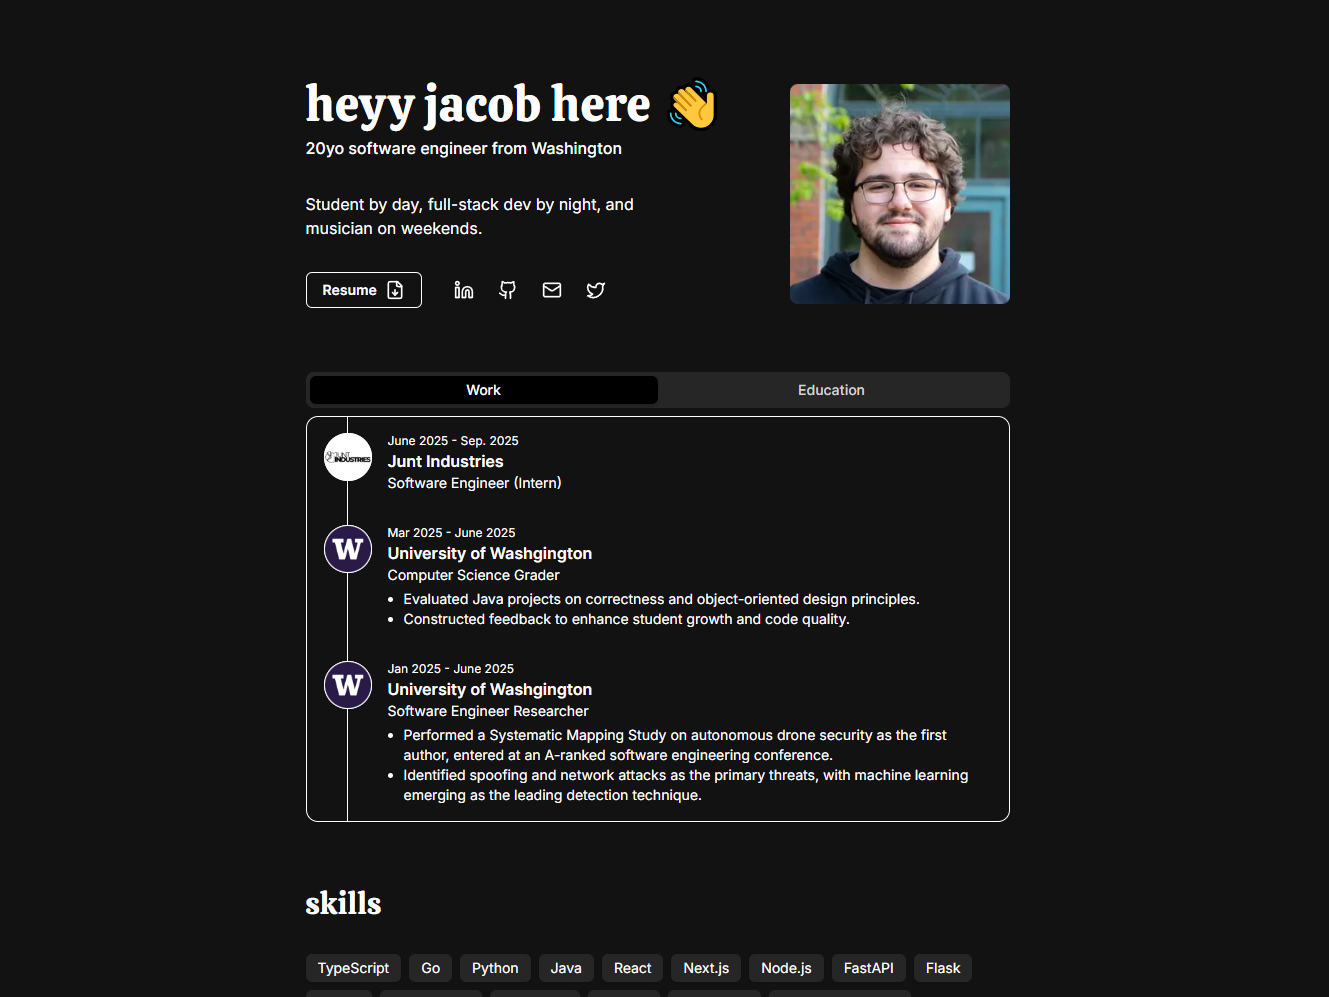 heyy jacob here 👋
20yo software engineer from Washington
Student by day, full-stack dev by night, and
musician on weekends.
Resume
Work
Education
June 2025 - Sep. 2025
Junt Industries
Software Engineer (Intern)
JUNT
INDUSTRIES
Mar 2025 - June 2025
University of Washgington
Computer Science Grader
W
• Evaluated Java projects on correctness and object-oriented design principles.
• Constructed feedback to enhance student growth and code quality.
Jan 2025 - June 2025
University of Washgington
Software Engineer Researcher
W
• Performed a Systematic Mapping Study on autonomous drone security as the first
author, entered at an A-ranked software engineering conference.
• Identified spoofing and network attacks as the primary threats, with machine learning
emerging as the leading detection technique.
skills
TypeScript
Go
Python
Java
React
Next.js
Node.js
FastAPI
Flask